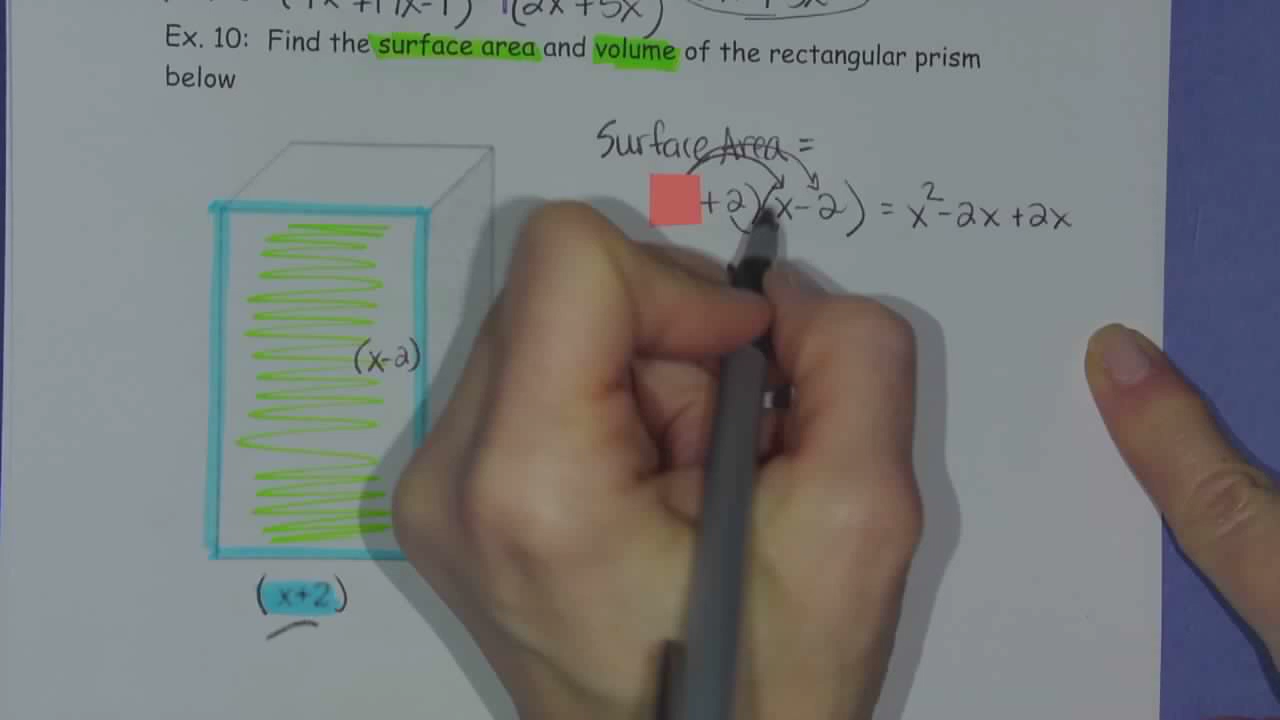 Ex. 10: Find the surface area and volume of the rectangular prism
below
Surface Area =
+2)(x-2) = x²-2x +2x
(x-2)
(x+2)